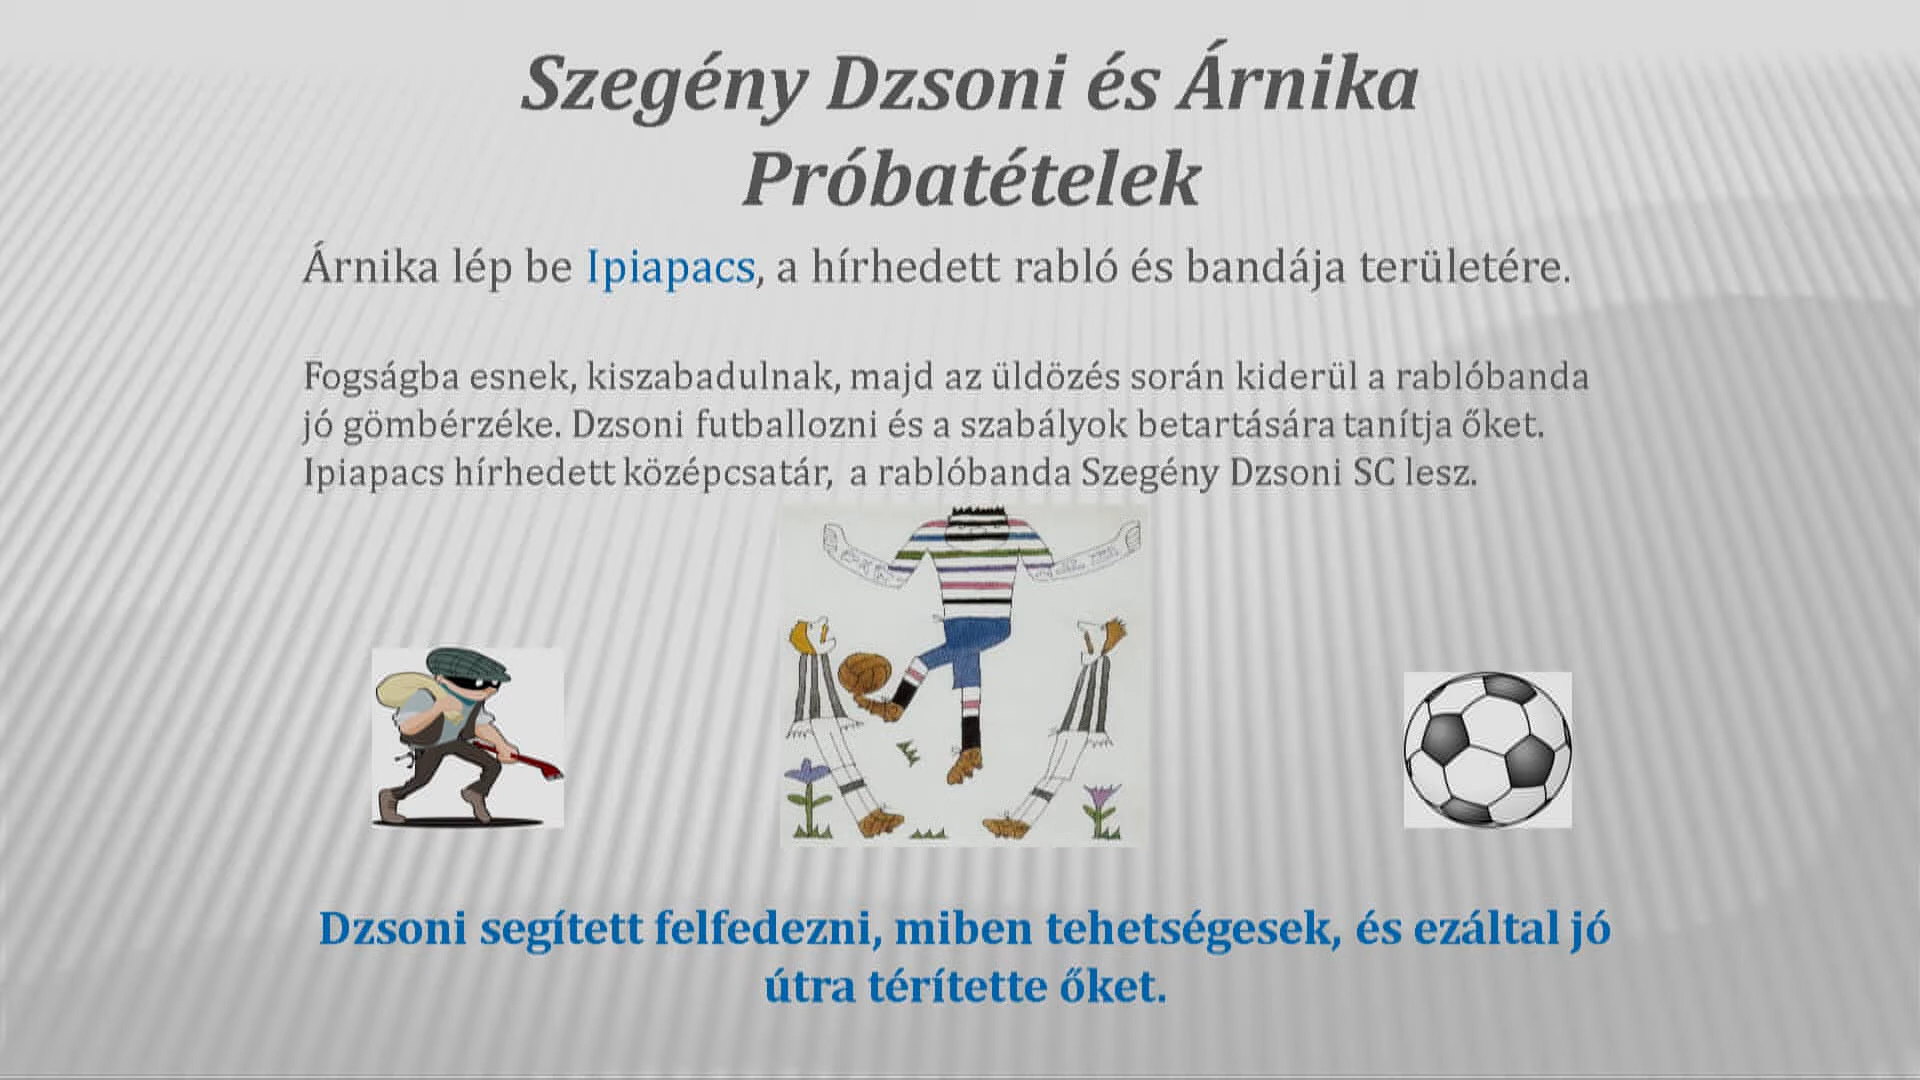 Szegény Dzsoni és Árnika
Próbatételek
Árnika lép be Ipiapacs, a hírhedett rabló és bandája területére.
Fogságba esnek, kiszabadulnak, majd az üldözés során kiderül a rablóbanda
jó gömbérzéke. Dzsoni futballozni és a szabályok betartására tanítja őket.
Ipiapacs hírhedett középcsatár, a rablóbanda Szegény Dzsoni SC lesz.
Dzsoni segített felfedezni, miben tehetségesek, és ezáltal jó
útra térítette őket.